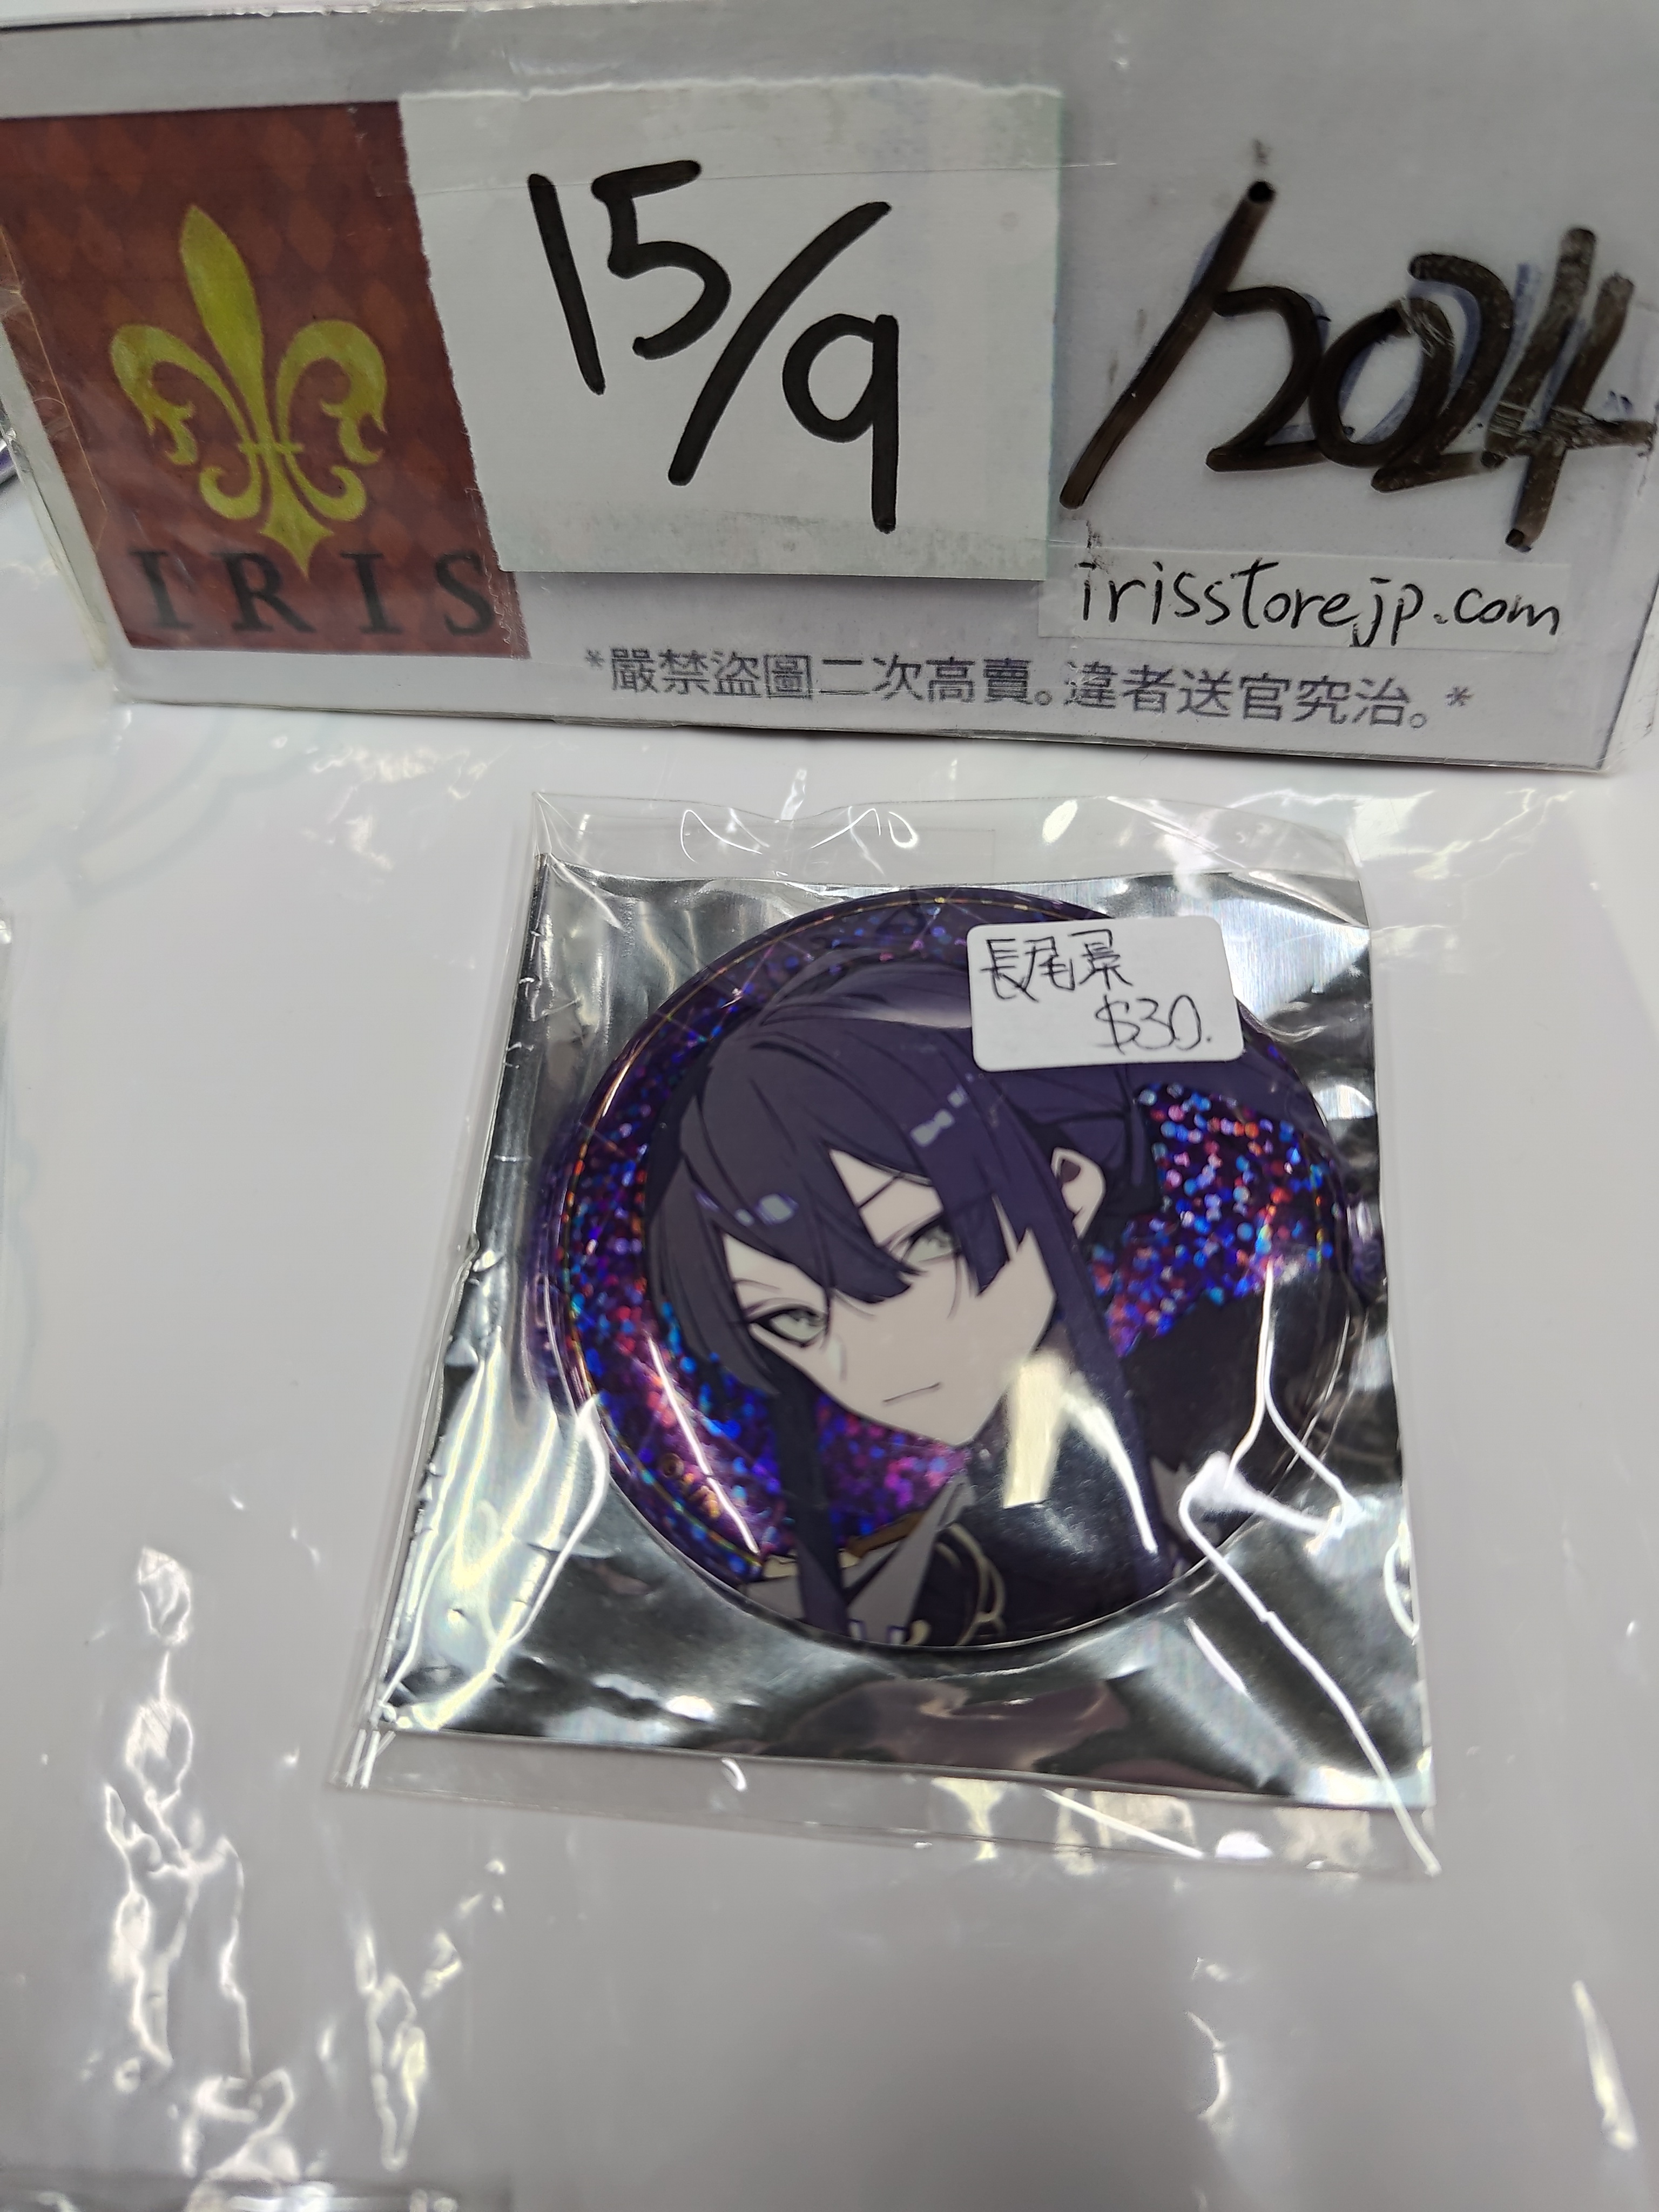 IRIS
15/9
/2024
irisstorejp.com
*嚴禁盜圖二次高賣。違者送官究治。*
長尾景
$30.